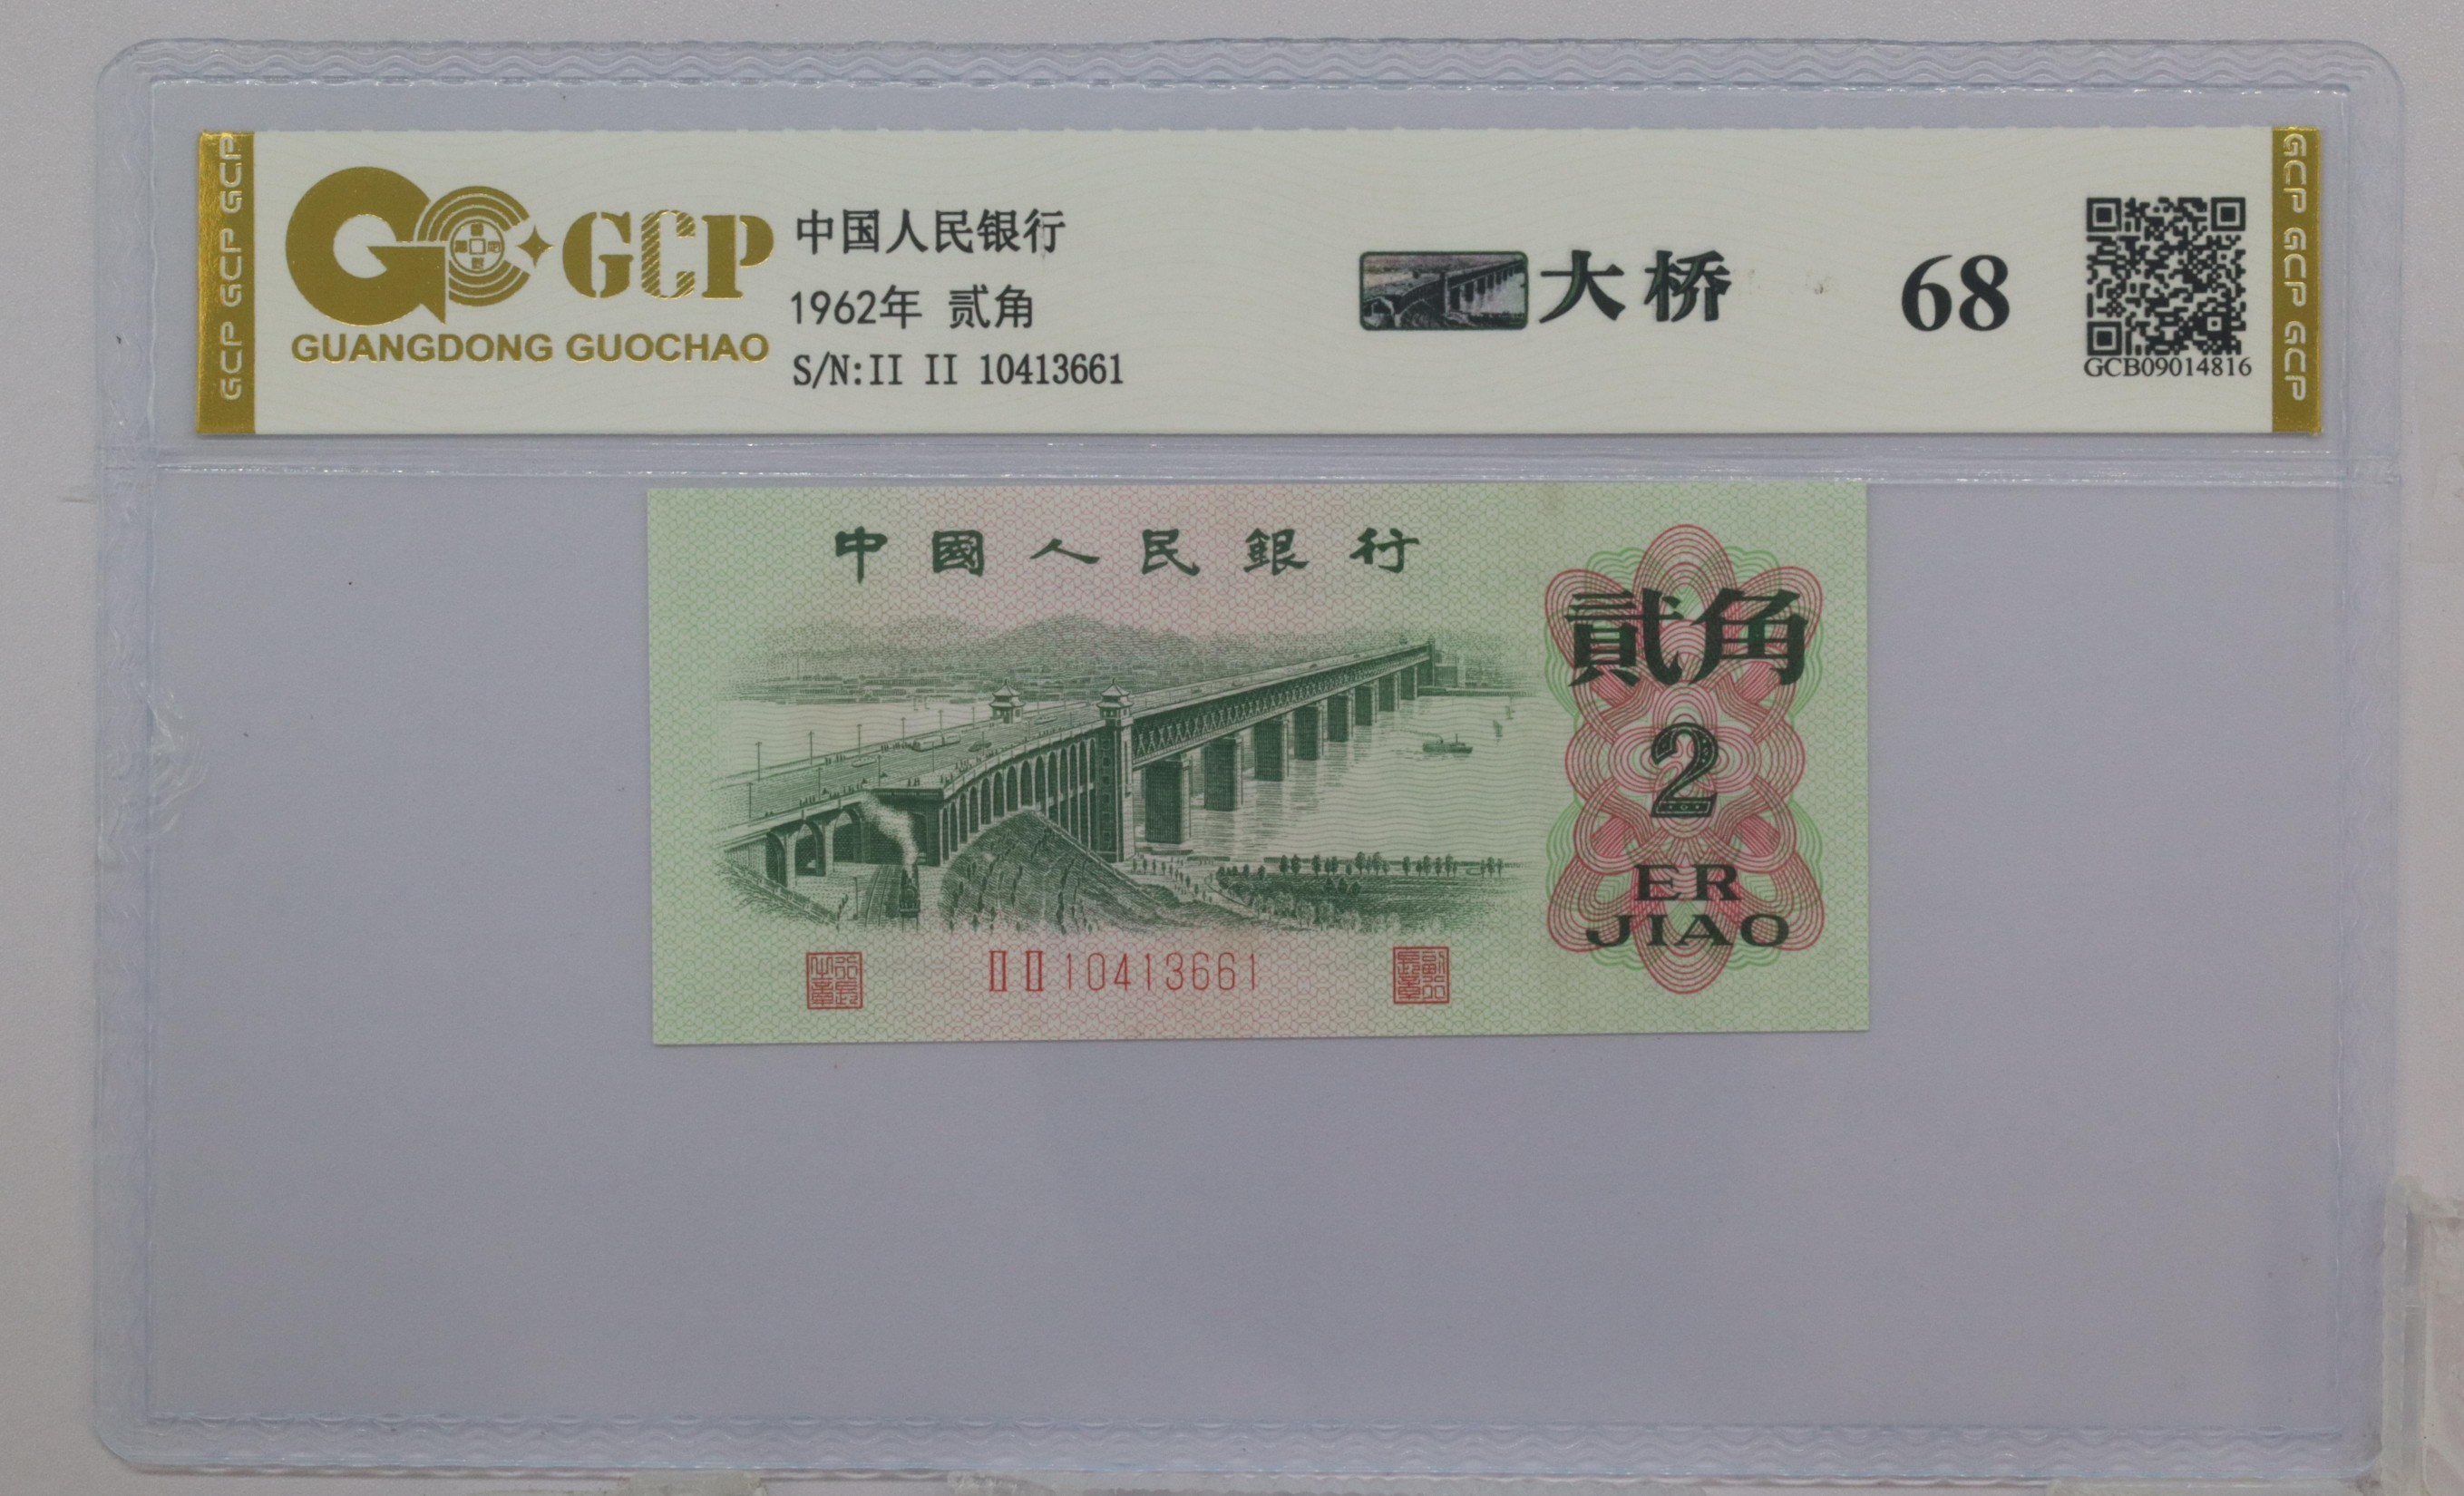 GCP GCP GCP
GCP
GUANGDONG GUOCHAO
中国人民银行
1962年 贰角
S/N:II II 10413661
大桥
68
GCB09014816
GCP GCP GCP
中國人民銀行
貳角
2
ER
JIAO
II II 10413661